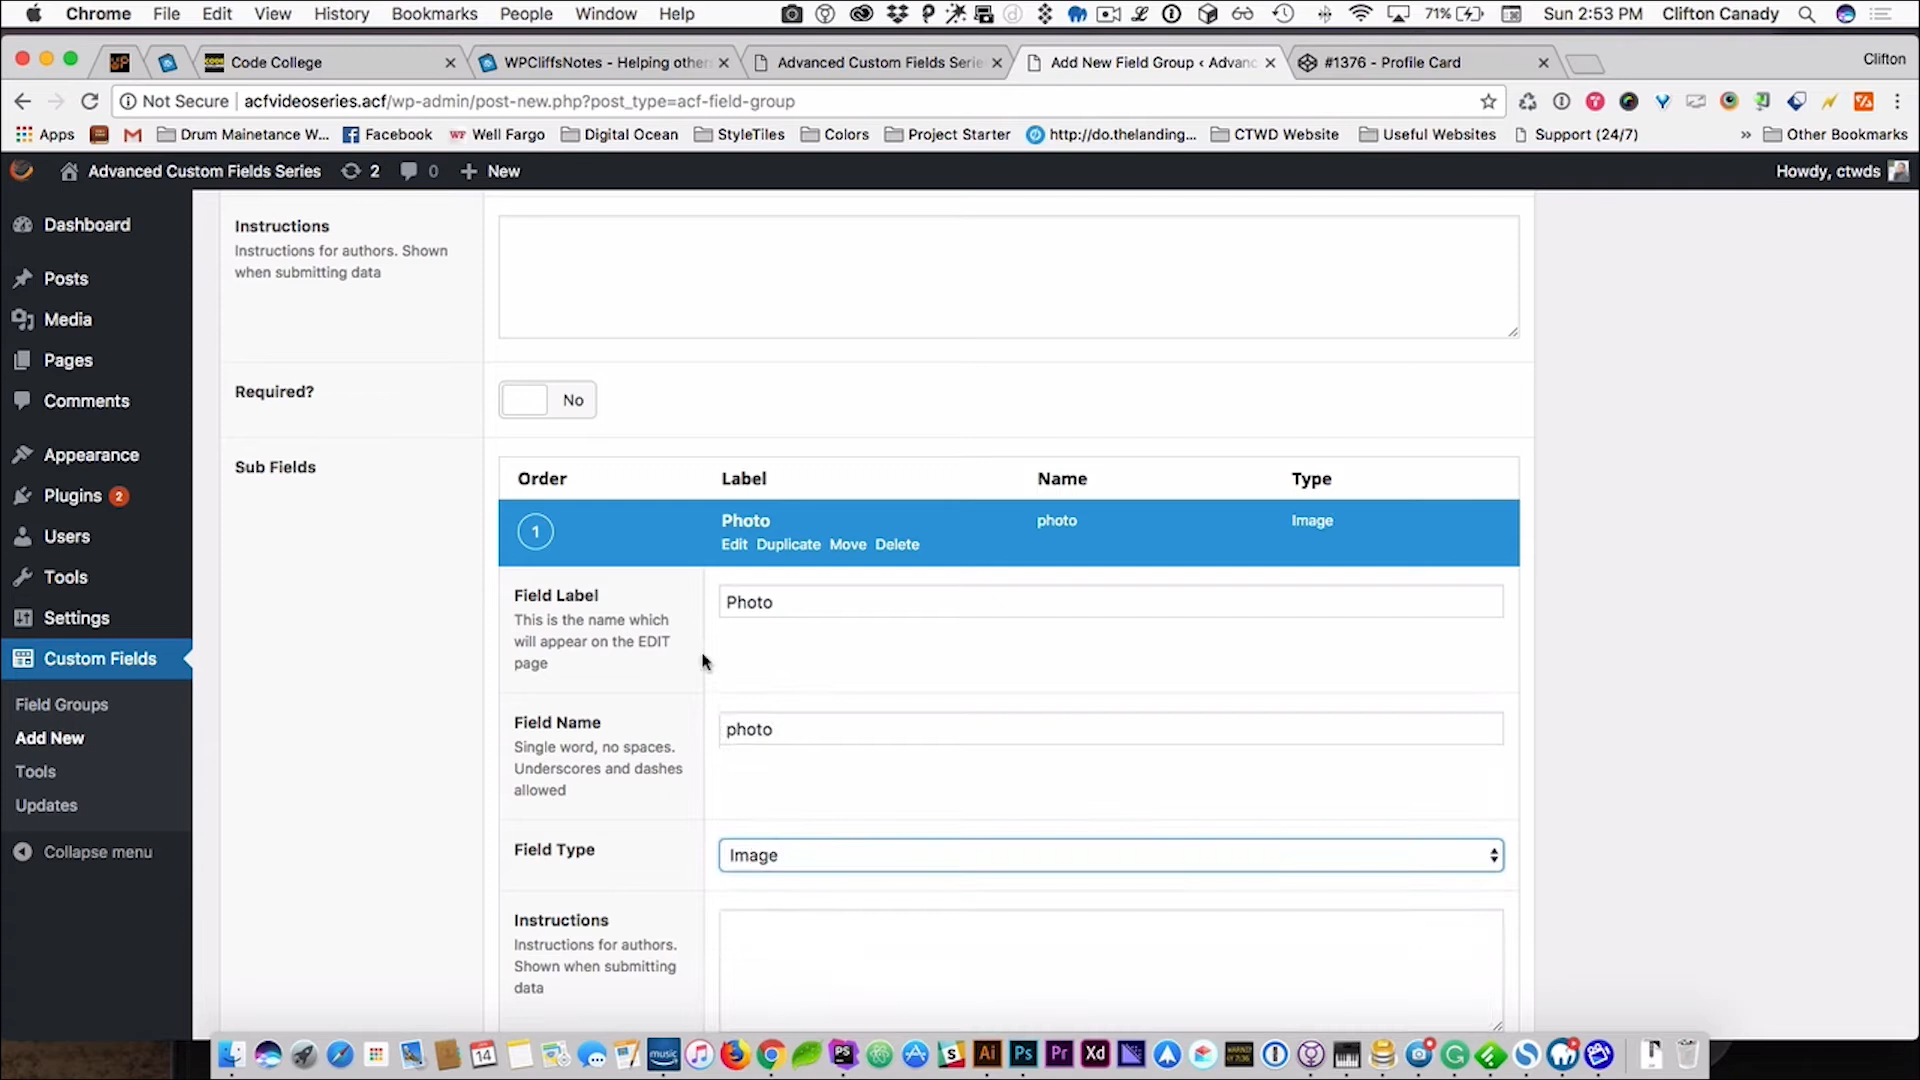 Chrome File Edit View History Bookmarks People Window Help 71% Sun 2:53 PM Clifton Canady
Code College WPCliffsNotes - Helping other Advanced Custom Fields Serie Add New Field Group ‹ Advanc #1376 - Profile Card Clifton
Not Secure acfvideoseries.acf/wp-admin/post-new.php?post_type=acf-field-group
Apps Drum Mainetance W... Facebook WF Well Fargo Digital Ocean StyleTiles Colors Project Starter http://do.thelanding... CTWD Website Useful Websites Support (24/7) » Other Bookmarks
Advanced Custom Fields Series 2 0 + New Howdy, ctwds
Dashboard
Posts
Media
Pages
Comments
Appearance
Plugins 2
Users
Tools
Settings
Custom Fields
Field Groups
Add New
Tools
Updates
Collapse menu
Instructions
Instructions for authors. Shown
when submitting data
Required?
No
Sub Fields
Order Label Name Type
1 Photo photo Image
Edit Duplicate Move Delete
Field Label
This is the name which
will appear on the EDIT
page
Photo
Field Name
Single word, no spaces.
Underscores and dashes
allowed
photo
Field Type
Image
Instructions
Instructions for authors.
Shown when submitting
data
14 music PS Ai Ps Pr Xd